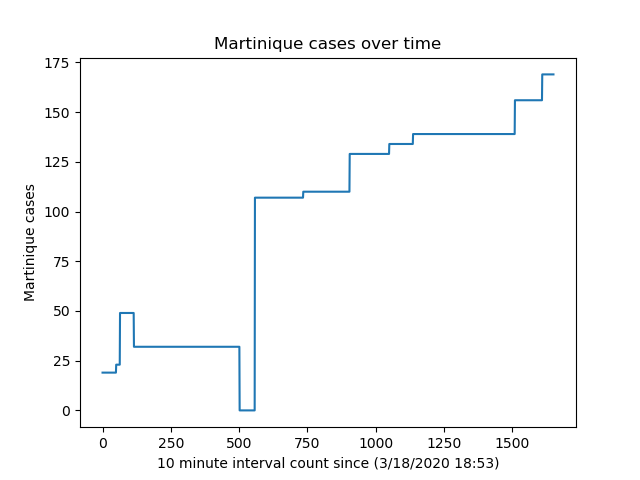 Martinique cases over time
175
150
125
100
75
50
25
0
Martinique cases
0 250 500 750 1000 1250 1500
10 minute interval count since (3/18/2020 18:53)